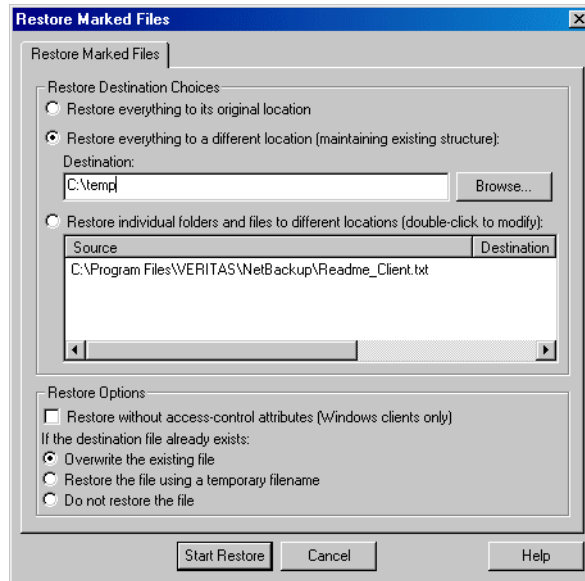 Restore Marked Files
Restore Marked Files
Restore Destination Choices
Restore everything to its original location
Restore everything to a different location (maintaining existing structure):
Destination:
C:\temp
Browse...
Restore individual folders and files to different locations (double-click to modify):
Source Destination
C:\Program Files\VERITAS\NetBackup\Readme_Client.txt
Restore Options
Restore without access-control attributes (Windows clients only)
If the destination file already exists:
Overwrite the existing file
Restore the file using a temporary filename
Do not restore the file
Start Restore Cancel Help